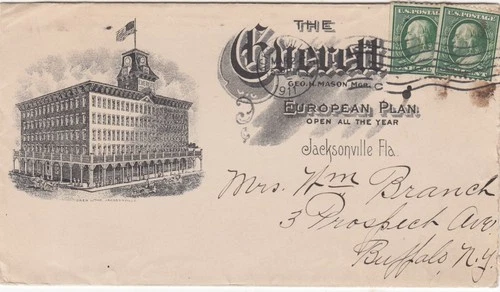 THE
Everett
GEO. H. MASON MGR.
EUROPEAN PLAN.
OPEN ALL THE YEAR
Jacksonville Fla.
U.S. POSTAGE
U.S. POSTAGE
1911
C
Mrs. Wm Branch
3 Prospect Ave
Buffalo N.Y.